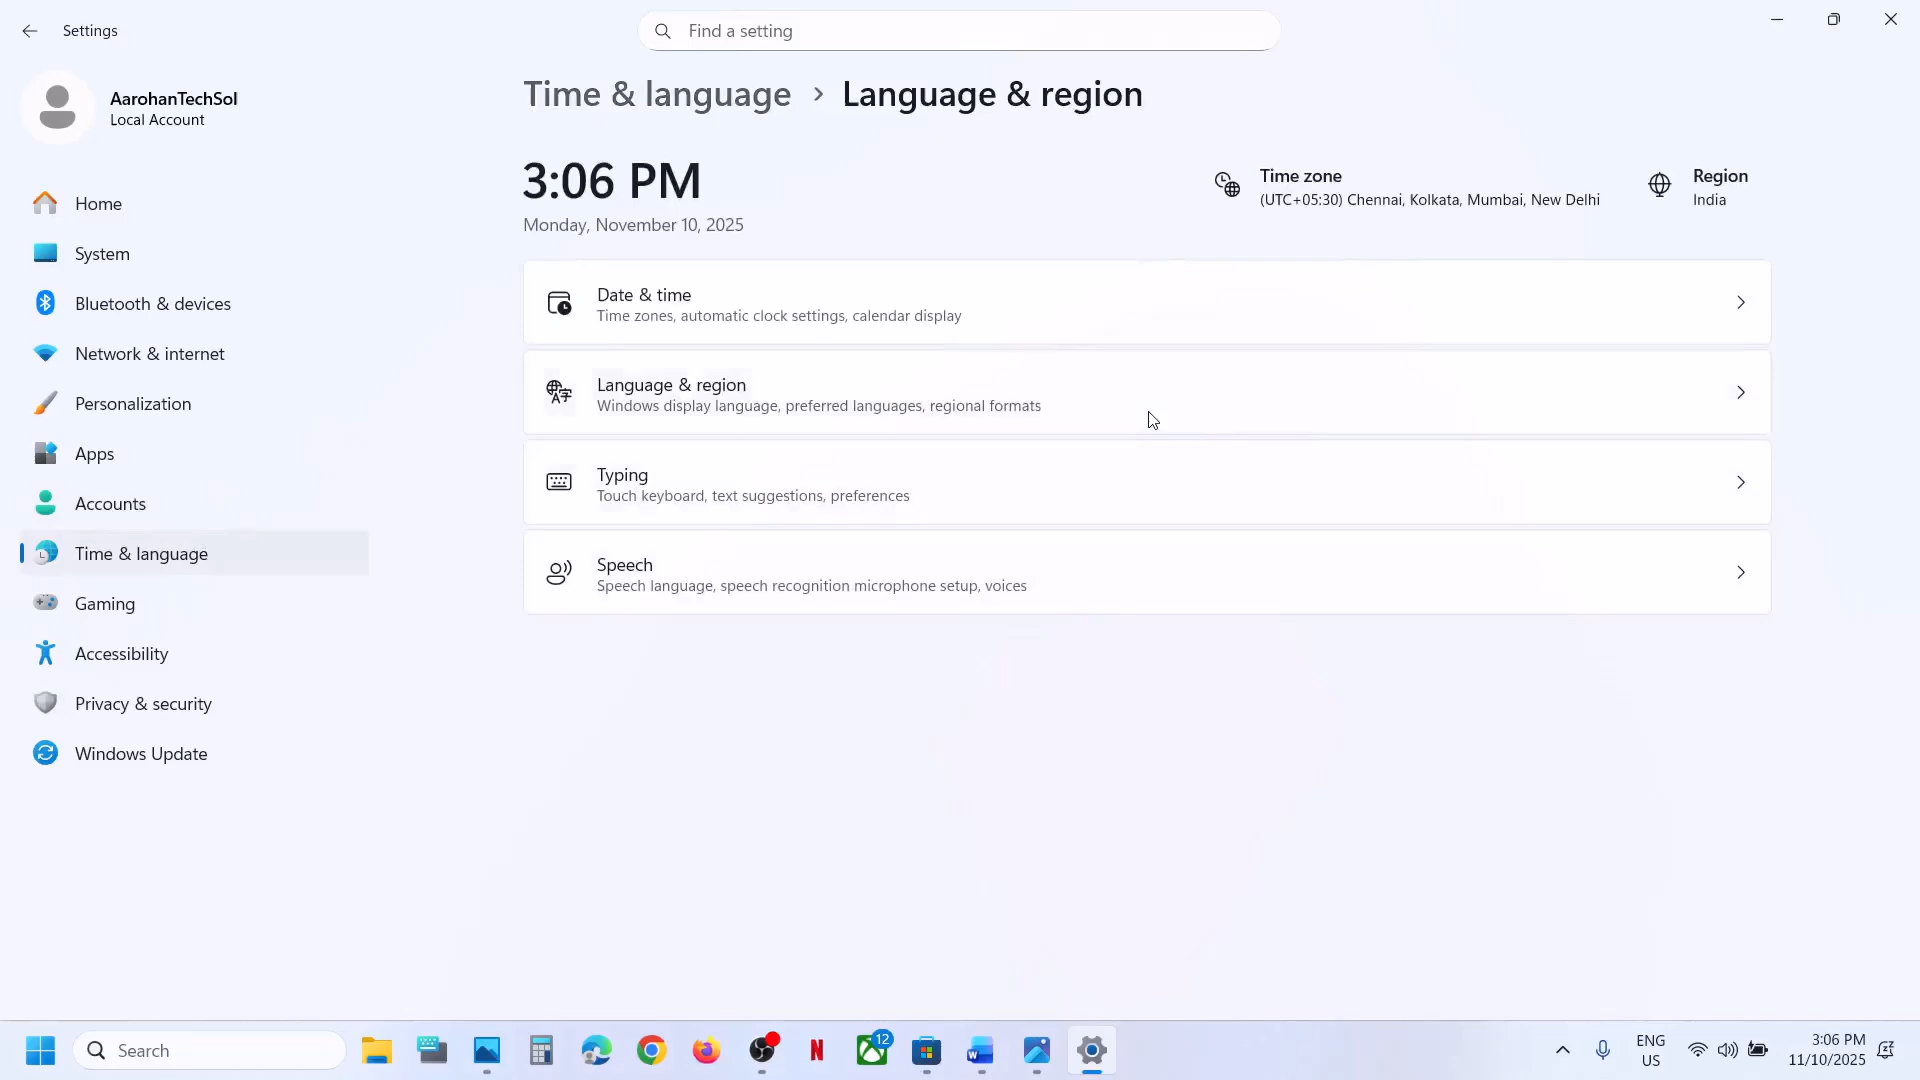 Settings
Find a setting
AarohanTechSol
Local Account
Home
System
Bluetooth & devices
Network & internet
Personalization
Apps
Accounts
Time & language
Gaming
Accessibility
Privacy & security
Windows Update
Time & language > Language & region
3:06 PM
Monday, November 10, 2025
Time zone
(UTC+05:30) Chennai, Kolkata, Mumbai, New Delhi
Region
India
Date & time
Time zones, automatic clock settings, calendar display
Language & region
Windows display language, preferred languages, regional formats
Typing
Touch keyboard, text suggestions, preferences
Speech
Speech language, speech recognition microphone setup, voices
Search
12
ENG
US
3:06 PM
11/10/2025